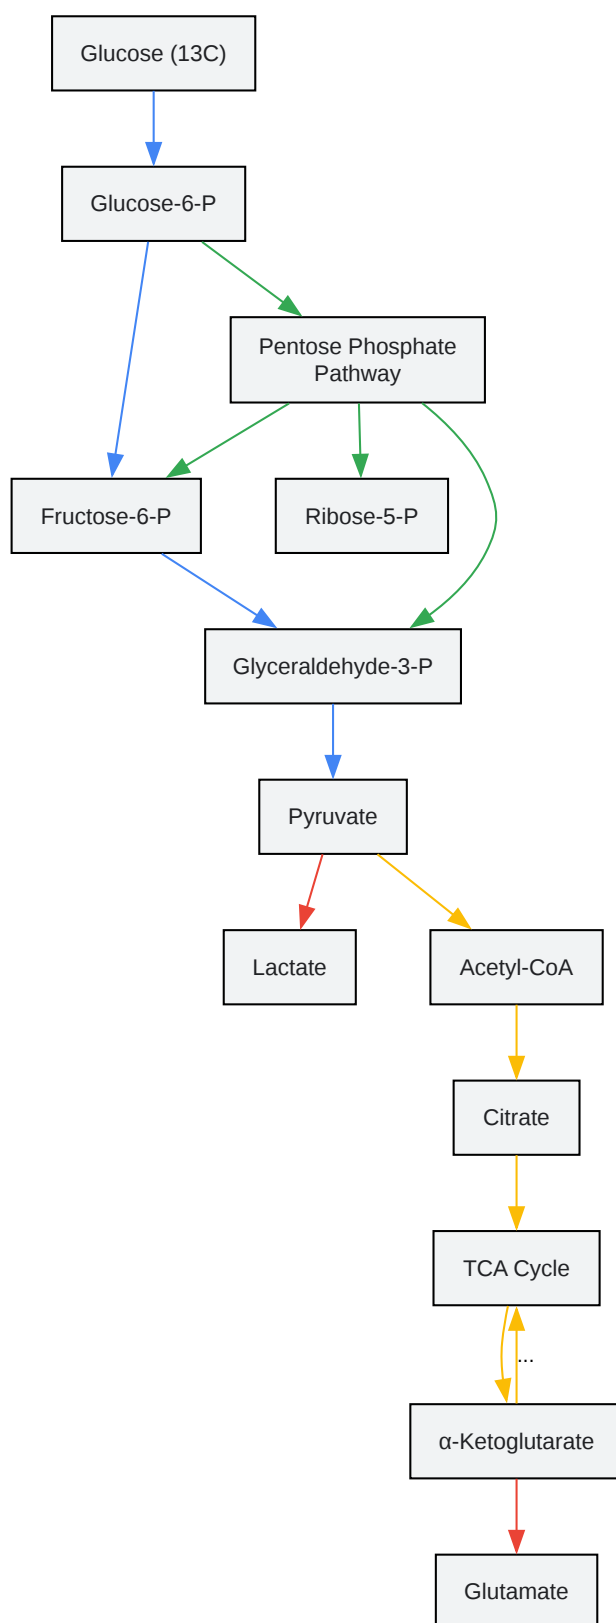 Glucose (13C)
Glucose-6-P
Pentose Phosphate
Pathway
Fructose-6-P
Ribose-5-P
Glyceraldehyde-3-P
Pyruvate
Lactate
Acetyl-CoA
Citrate
TCA Cycle
...
α-Ketoglutarate
Glutamate